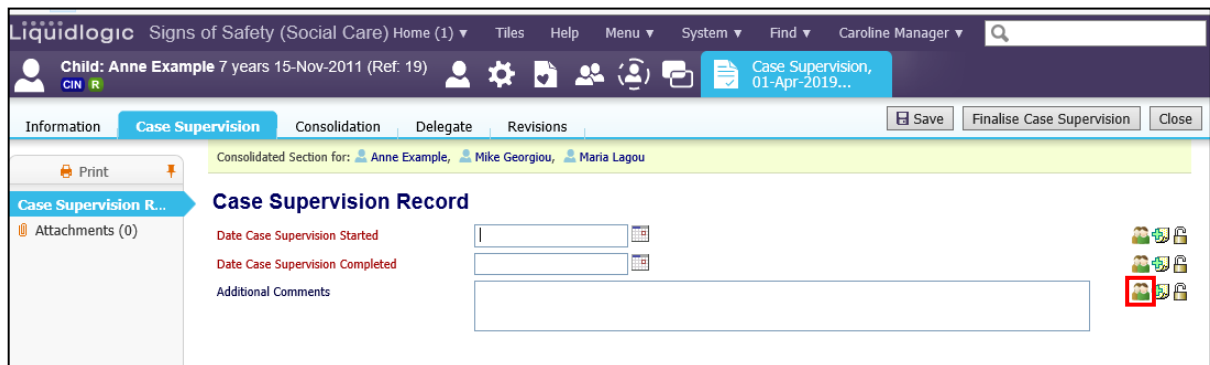 Liquidlogic Signs of Safety (Social Care) Home (1) ▾ Tiles Help Menu ▾ System ▾ Find ▾ Caroline Manager ▾
Child: Anne Example 7 years 15-Nov-2011 (Ref: 19)
CIN R
Case Supervision,
01-Apr-2019...
Information Case Supervision Consolidation Delegate Revisions Save Finalise Case Supervision Close
Consolidated Section for: Anne Example, Mike Georgiou, Maria Lagou
Print
Case Supervision R...
Attachments (0)
Case Supervision Record
Date Case Supervision Started
Date Case Supervision Completed
Additional Comments